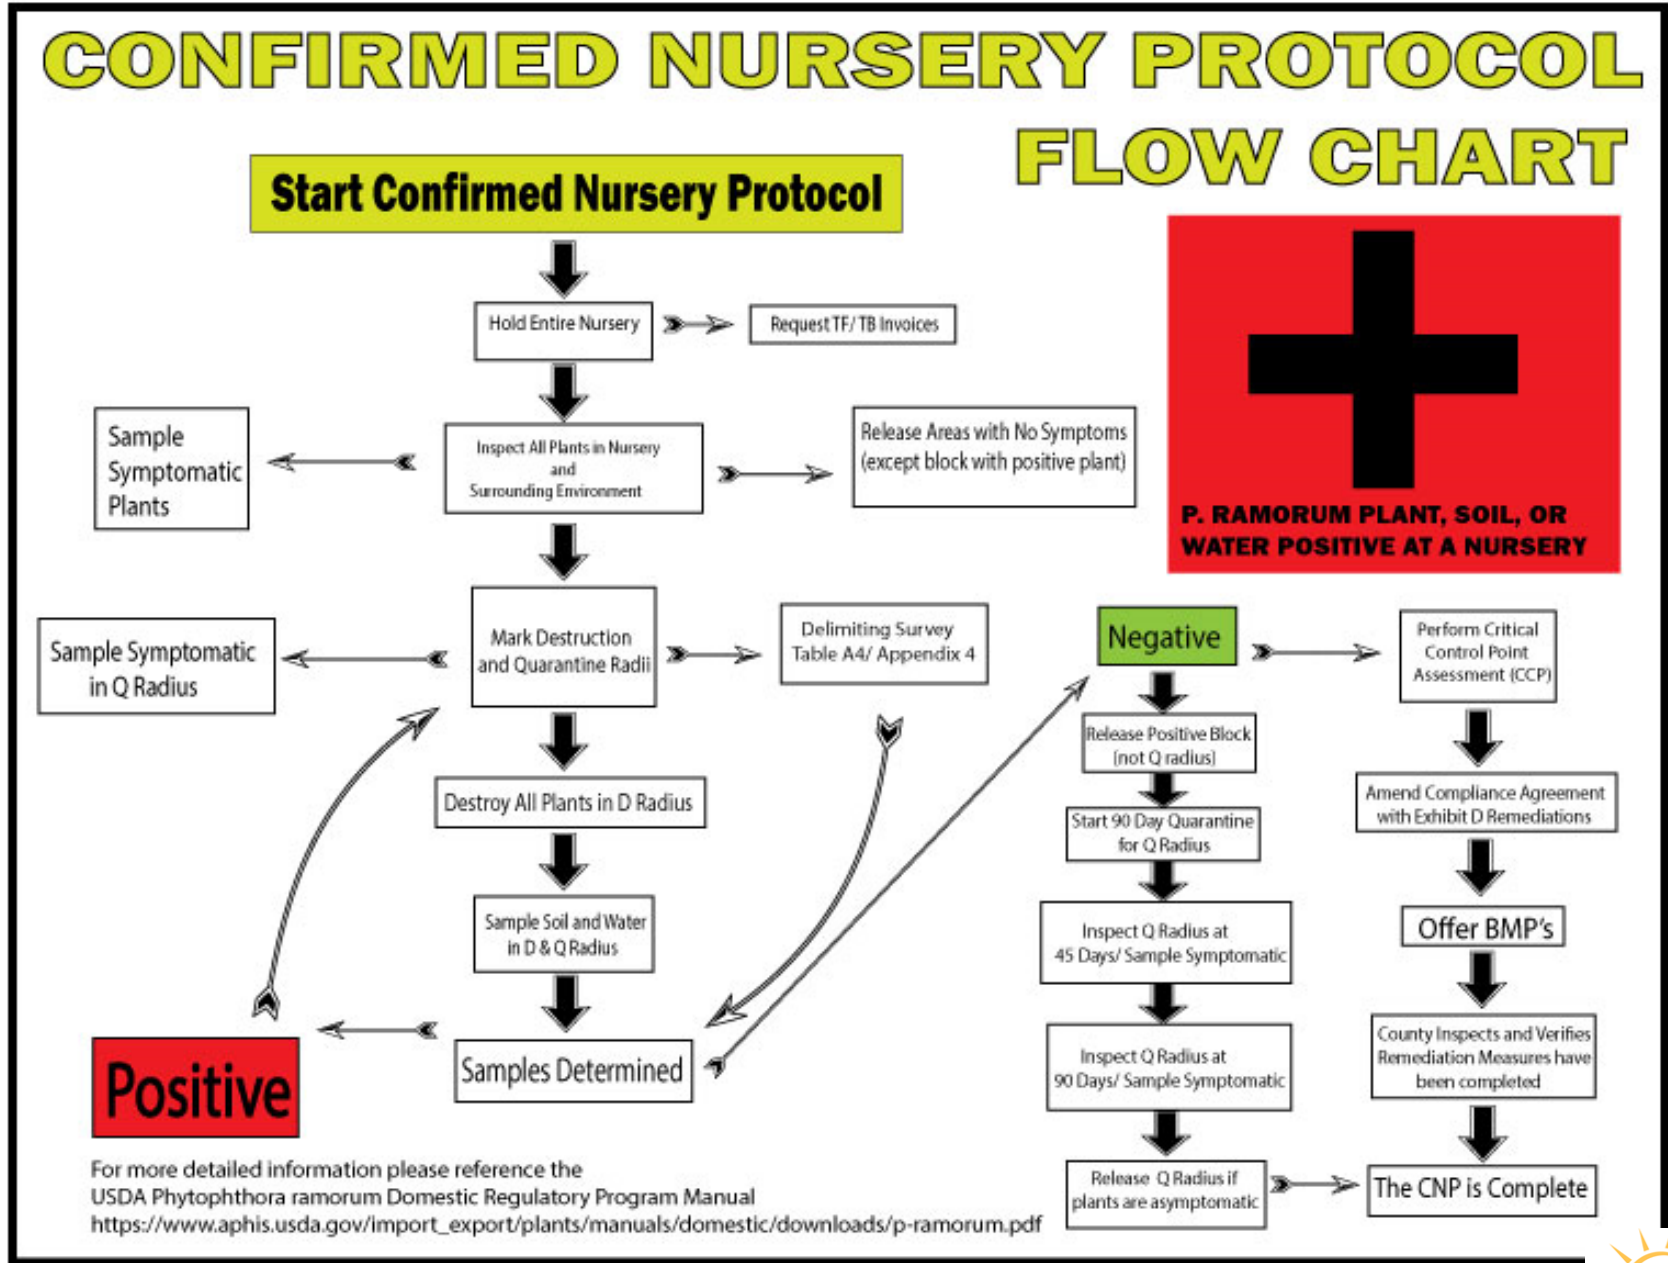 CONFIRMED NURSERY PROTOCOL
FLOW CHART
Start Confirmed Nursery Protocol
Hold Entire Nursery
Request TF/ TB Invoices
Sample
Symptomatic
Plants
Inspect All Plants in Nursery
and
Surrounding Environment
Release Areas with No Symptoms
(except block with positive plant)
P. RAMORUM PLANT, SOIL, OR
WATER POSITIVE AT A NURSERY
Sample Symptomatic
in Q Radius
Mark Destruction
and Quarantine Radii
Delimiting Survey
Table A4/ Appendix 4
Destroy All Plants in D Radius
Sample Soil and Water
in D & Q Radius
Samples Determined
Positive
Negative
Release Positive Block
(not Q radius)
Start 90 Day Quarantine
for Q Radius
Inspect Q Radius at
45 Days/ Sample Symptomatic
Inspect Q Radius at
90 Days/ Sample Symptomatic
Release Q Radius if
plants are asymptomatic
Perform Critical
Control Point
Assessment (CCP)
Amend Compliance Agreement
with Exhibit D Remediations
Offer BMP's
County Inspects and Verifies
Remediation Measures have
been completed
The CNP is Complete
For more detailed information please reference the
USDA Phytophthora ramorum Domestic Regulatory Program Manual
https://www.aphis.usda.gov/import_export/plants/manuals/domestic/downloads/p-ramorum.pdf